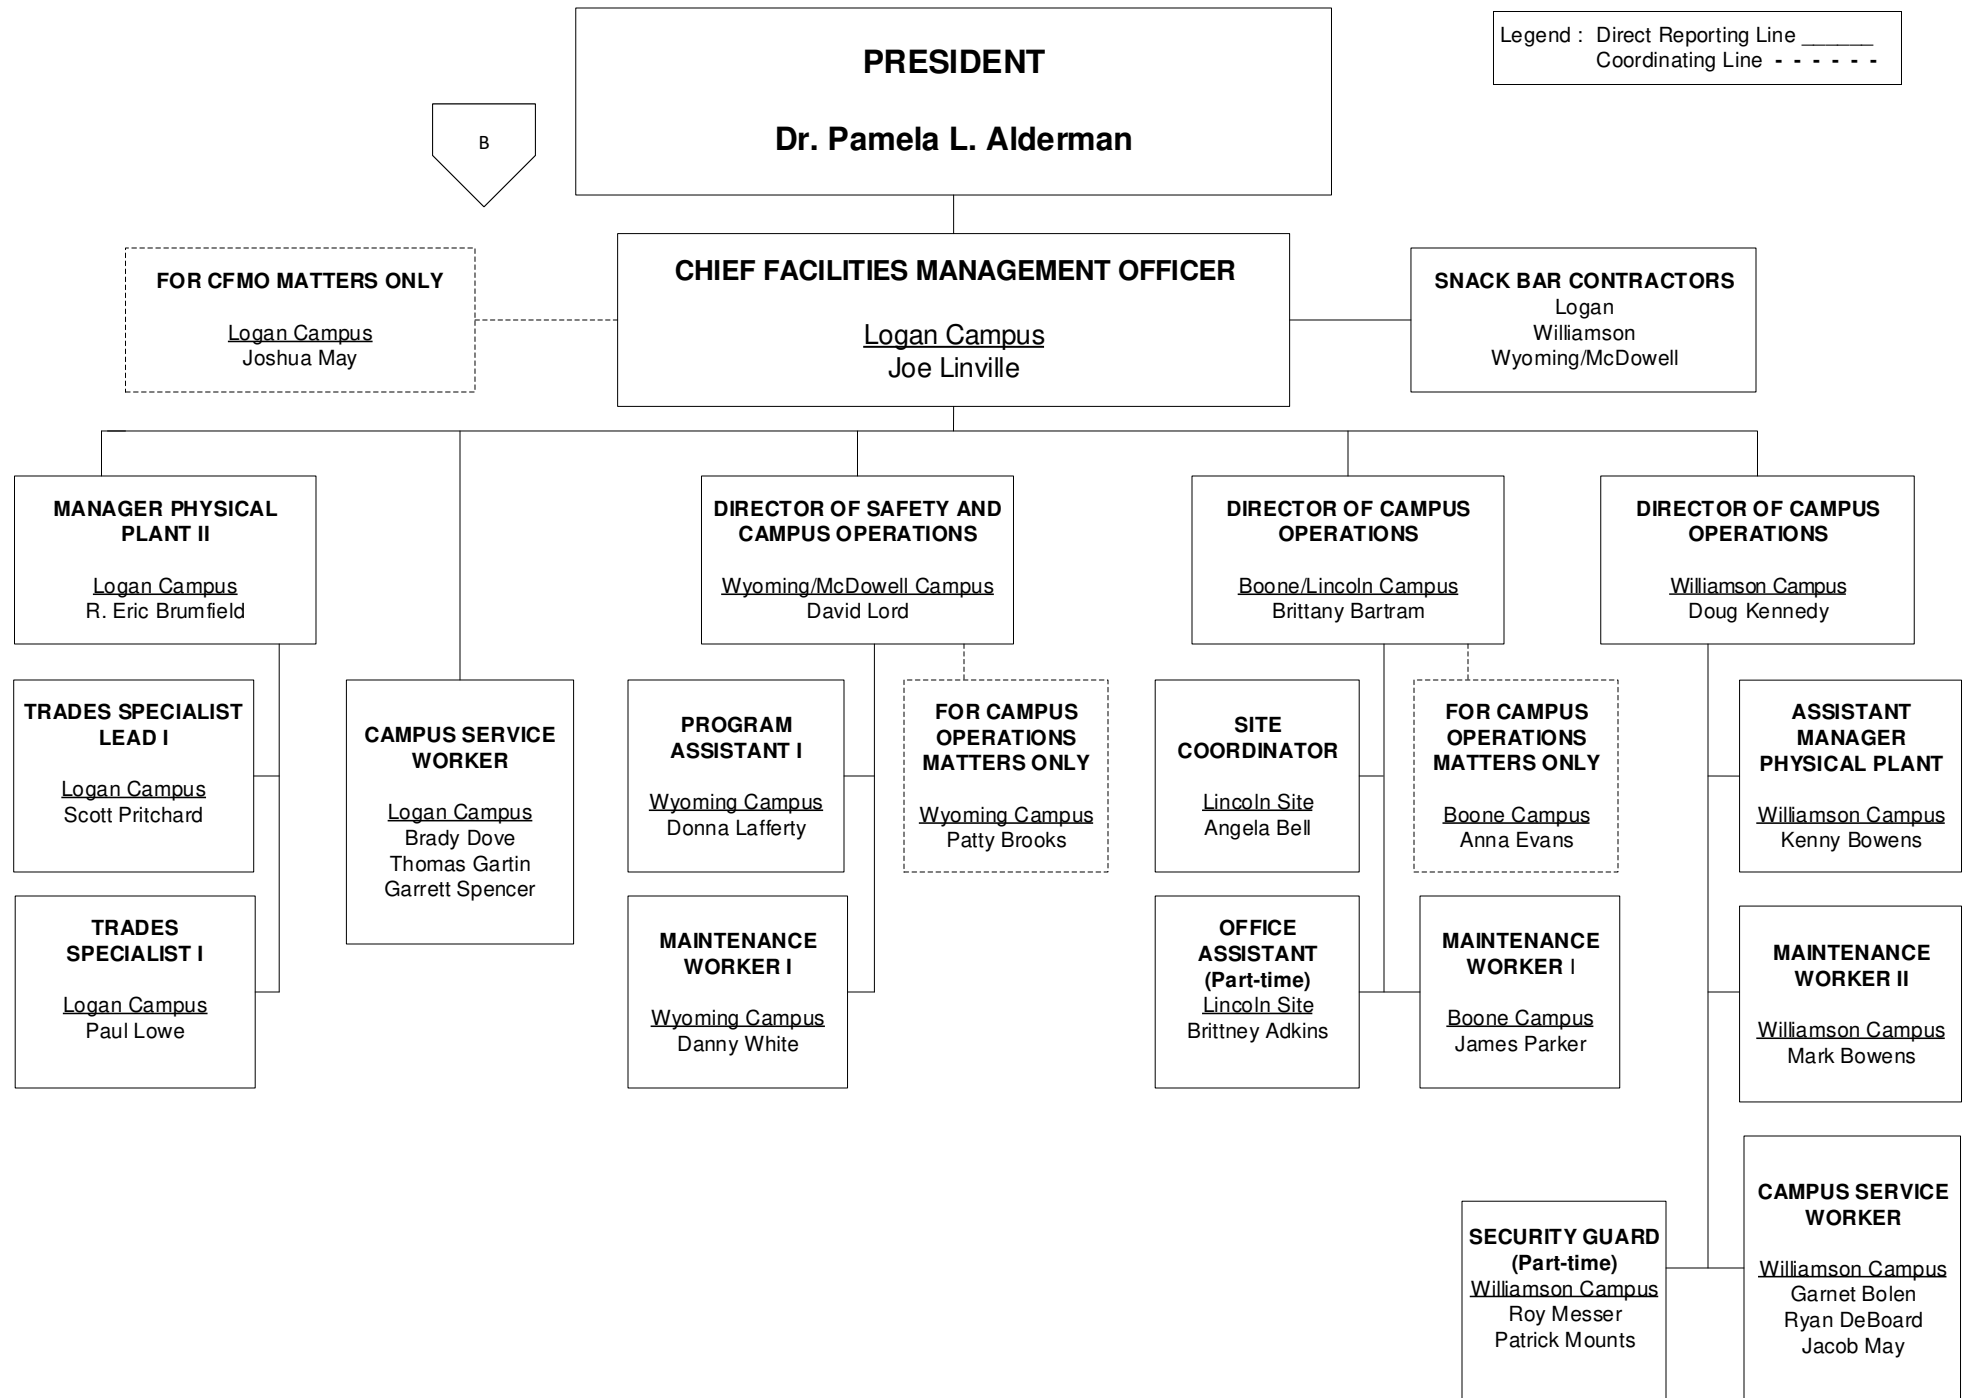 PRESIDENT
Dr. Pamela L. Alderman
Legend : Direct Reporting Line ______
Coordinating Line - - - - - -
B
FOR CFMO MATTERS ONLY
Logan Campus
Joshua May
CHIEF FACILITIES MANAGEMENT OFFICER
Logan Campus
Joe Linville
SNACK BAR CONTRACTORS
Logan
Williamson
Wyoming/McDowell
MANAGER PHYSICAL
PLANT II
Logan Campus
R. Eric Brumfield
DIRECTOR OF SAFETY AND
CAMPUS OPERATIONS
Wyoming/McDowell Campus
David Lord
DIRECTOR OF CAMPUS
OPERATIONS
Boone/Lincoln Campus
Brittany Bartram
DIRECTOR OF CAMPUS
OPERATIONS
Williamson Campus
Doug Kennedy
TRADES SPECIALIST
LEAD I
Logan Campus
Scott Pritchard
CAMPUS SERVICE
WORKER
Logan Campus
Brady Dove
Thomas Gartin
Garrett Spencer
PROGRAM
ASSISTANT I
Wyoming Campus
Donna Lafferty
FOR CAMPUS
OPERATIONS
MATTERS ONLY
Wyoming Campus
Patty Brooks
SITE
COORDINATOR
Lincoln Site
Angela Bell
FOR CAMPUS
OPERATIONS
MATTERS ONLY
Boone Campus
Anna Evans
ASSISTANT
MANAGER
PHYSICAL PLANT
Williamson Campus
Kenny Bowens
TRADES
SPECIALIST I
Logan Campus
Paul Lowe
MAINTENANCE
WORKER I
Wyoming Campus
Danny White
OFFICE
ASSISTANT
(Part-time)
Lincoln Site
Brittney Adkins
MAINTENANCE
WORKER I
Boone Campus
James Parker
MAINTENANCE
WORKER II
Williamson Campus
Mark Bowens
SECURITY GUARD
(Part-time)
Williamson Campus
Roy Messer
Patrick Mounts
CAMPUS SERVICE
WORKER
Williamson Campus
Garnet Bolen
Ryan DeBoard
Jacob May